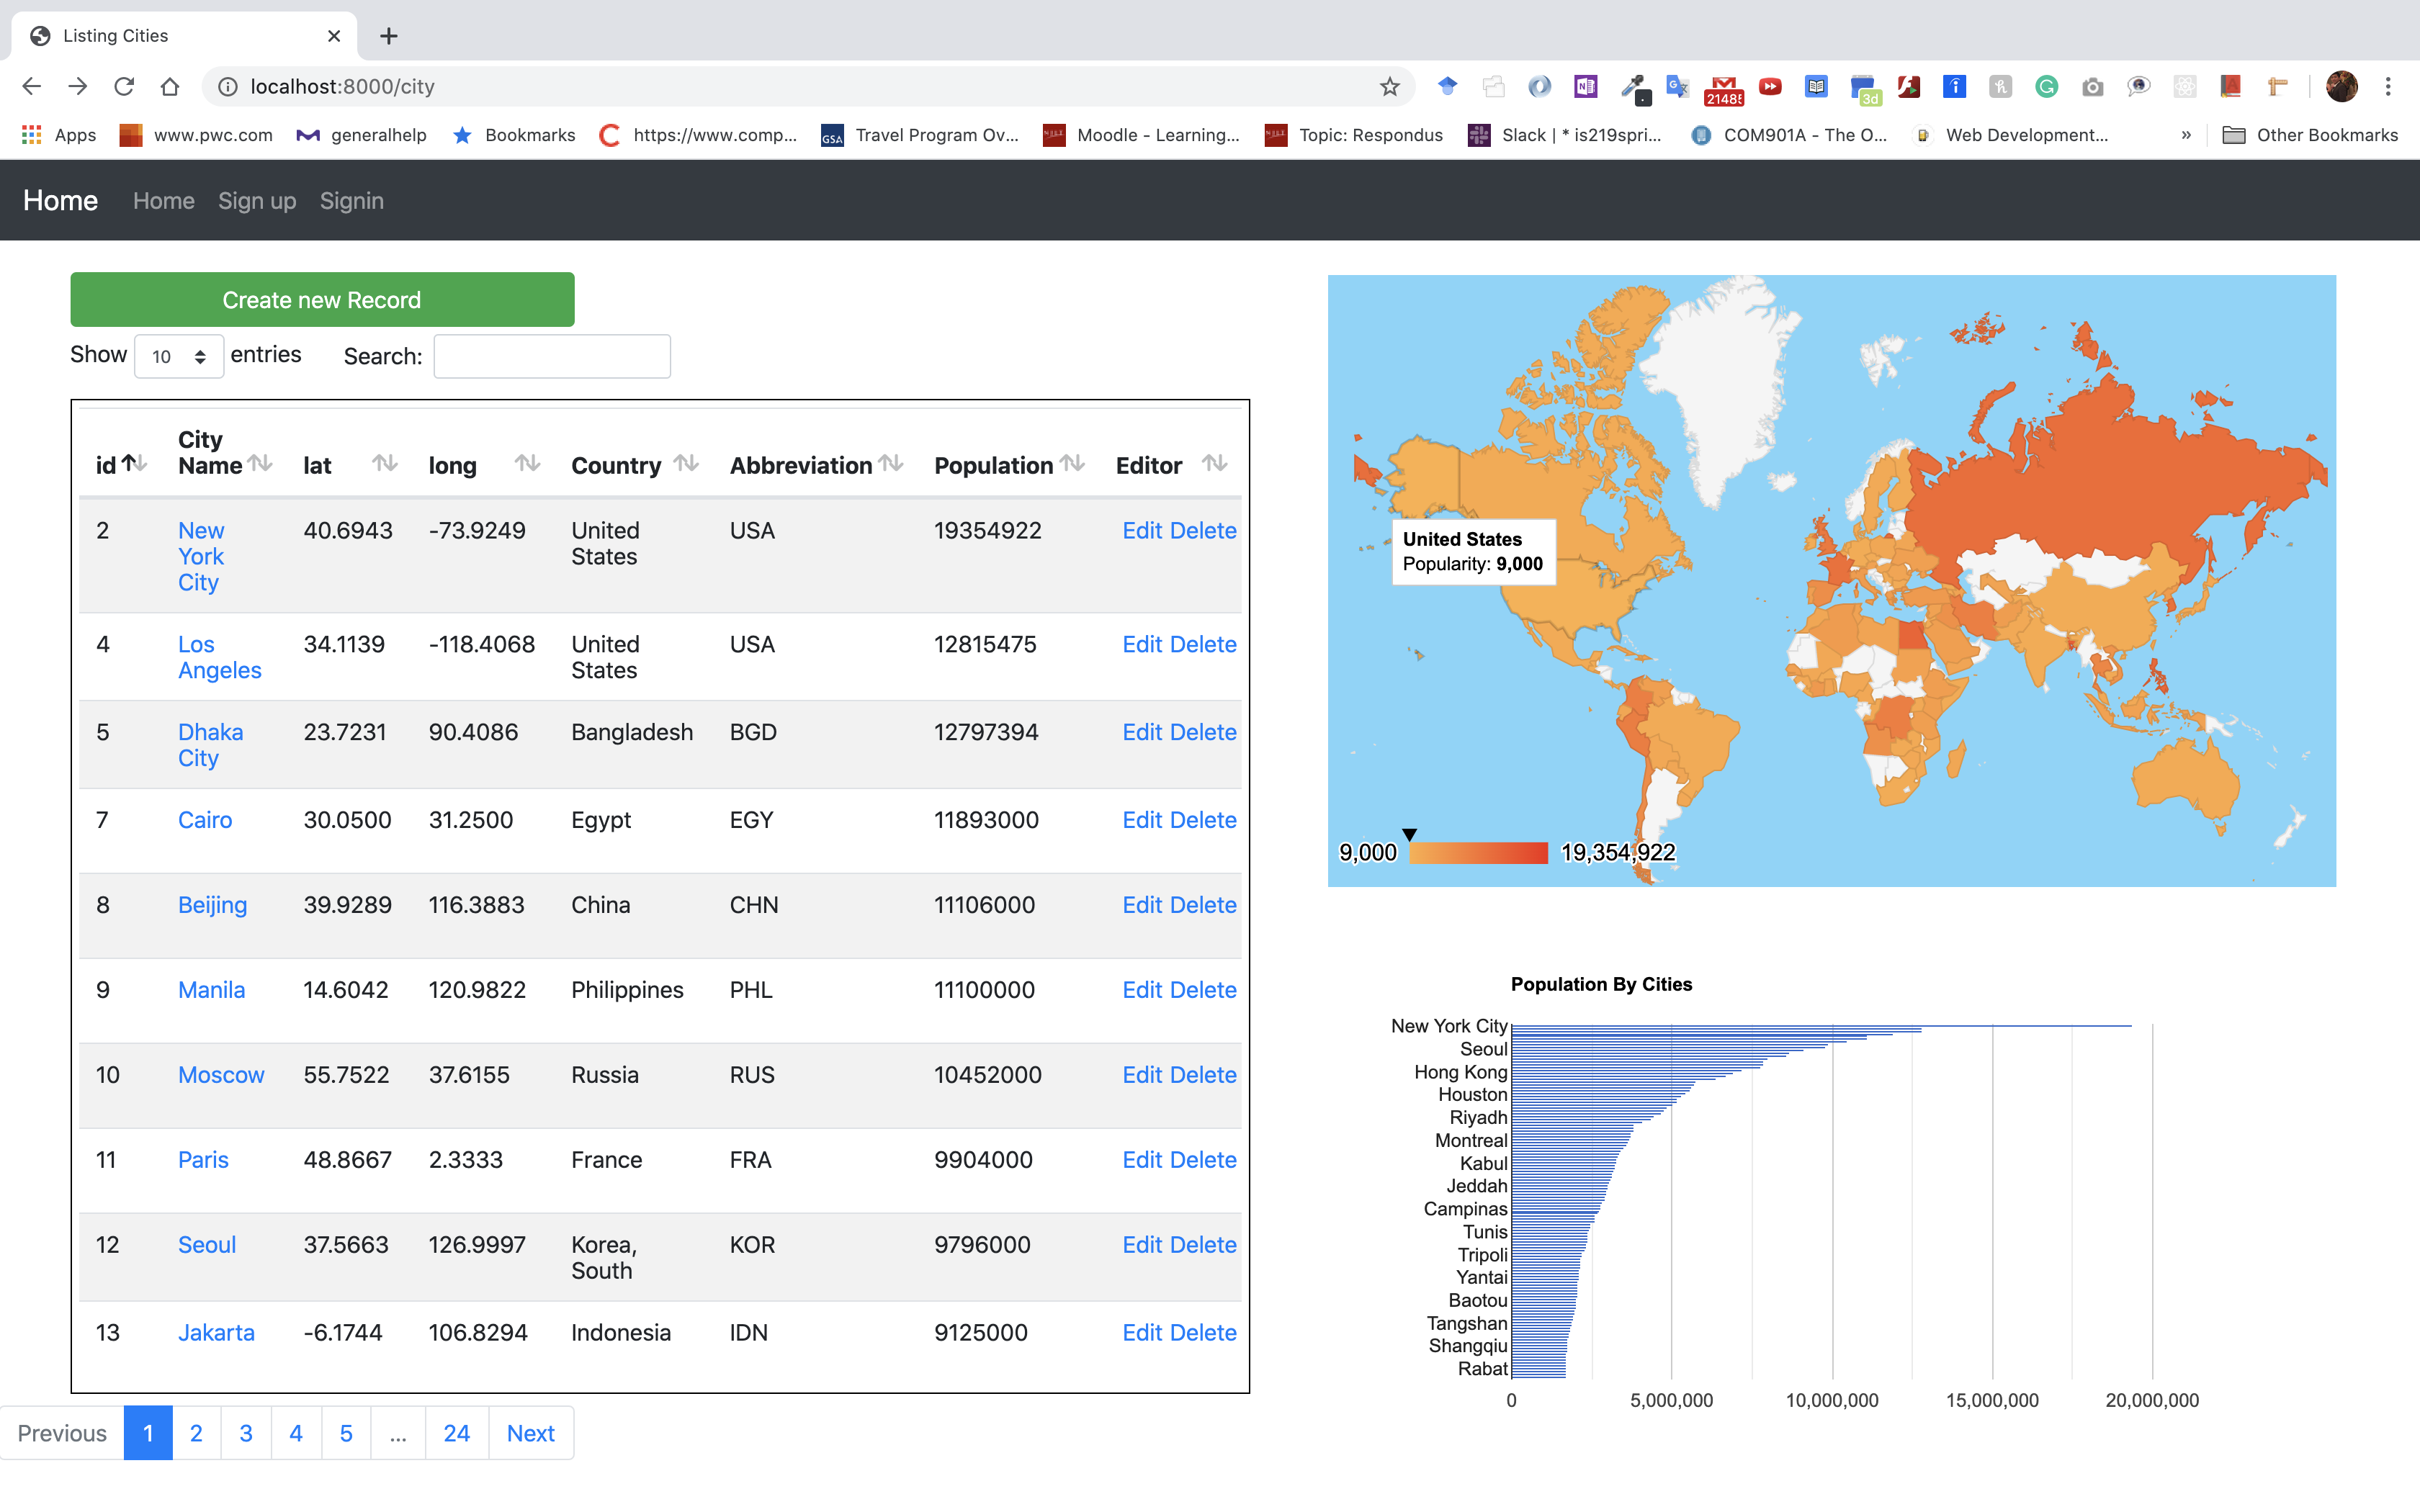 Listing Cities
localhost:8000/city
21485
3d
Apps
www.pwc.com
generalhelp
Bookmarks
https://www.comp...
GSA
Travel Program Ov...
Moodle - Learning...
Topic: Respondus
Slack | * is219spri...
COM901A - The O...
Web Development...
»
Other Bookmarks
Home Home Sign up Signin
Create new Record
Show 10 entries Search:
id City Name lat long Country Abbreviation Population Editor
2 New York City 40.6943 -73.9249 United States USA 19354922 Edit Delete
4 Los Angeles 34.1139 -118.4068 United States USA 12815475 Edit Delete
5 Dhaka City 23.7231 90.4086 Bangladesh BGD 12797394 Edit Delete
7 Cairo 30.0500 31.2500 Egypt EGY 11893000 Edit Delete
8 Beijing 39.9289 116.3883 China CHN 11106000 Edit Delete
9 Manila 14.6042 120.9822 Philippines PHL 11100000 Edit Delete
10 Moscow 55.7522 37.6155 Russia RUS 10452000 Edit Delete
11 Paris 48.8667 2.3333 France FRA 9904000 Edit Delete
12 Seoul 37.5663 126.9997 Korea, South KOR 9796000 Edit Delete
13 Jakarta -6.1744 106.8294 Indonesia IDN 9125000 Edit Delete
Previous 1 2 3 4 5 ... 24 Next
United States
Popularity: 9,000
9,000 19,354,922
Population By Cities
New York City
Seoul
Hong Kong
Houston
Riyadh
Montreal
Kabul
Jeddah
Campinas
Tunis
Tripoli
Yantai
Baotou
Tangshan
Shangqiu
Rabat
0 5,000,000 10,000,000 15,000,000 20,000,000